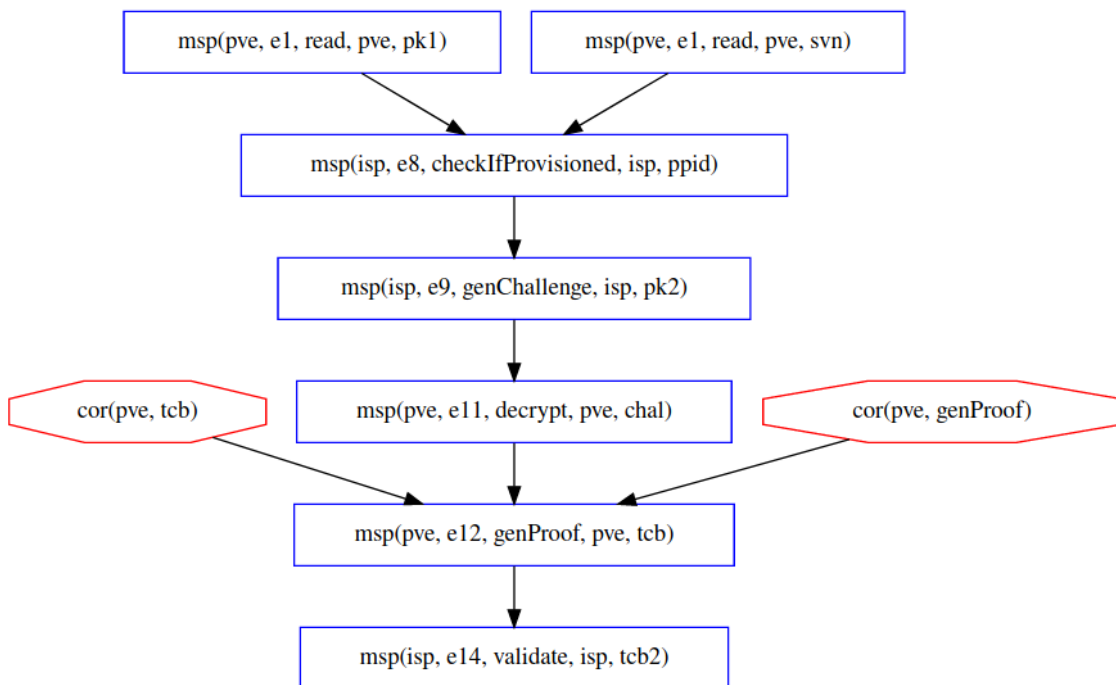 msp(pve, e1, read, pve, pk1)
msp(pve, e1, read, pve, svn)
msp(isp, e8, checkIfProvisioned, isp, ppid)
msp(isp, e9, genChallenge, isp, pk2)
cor(pve, tcb)
msp(pve, e11, decrypt, pve, chal)
cor(pve, genProof)
msp(pve, e12, genProof, pve, tcb)
msp(isp, e14, validate, isp, tcb2)